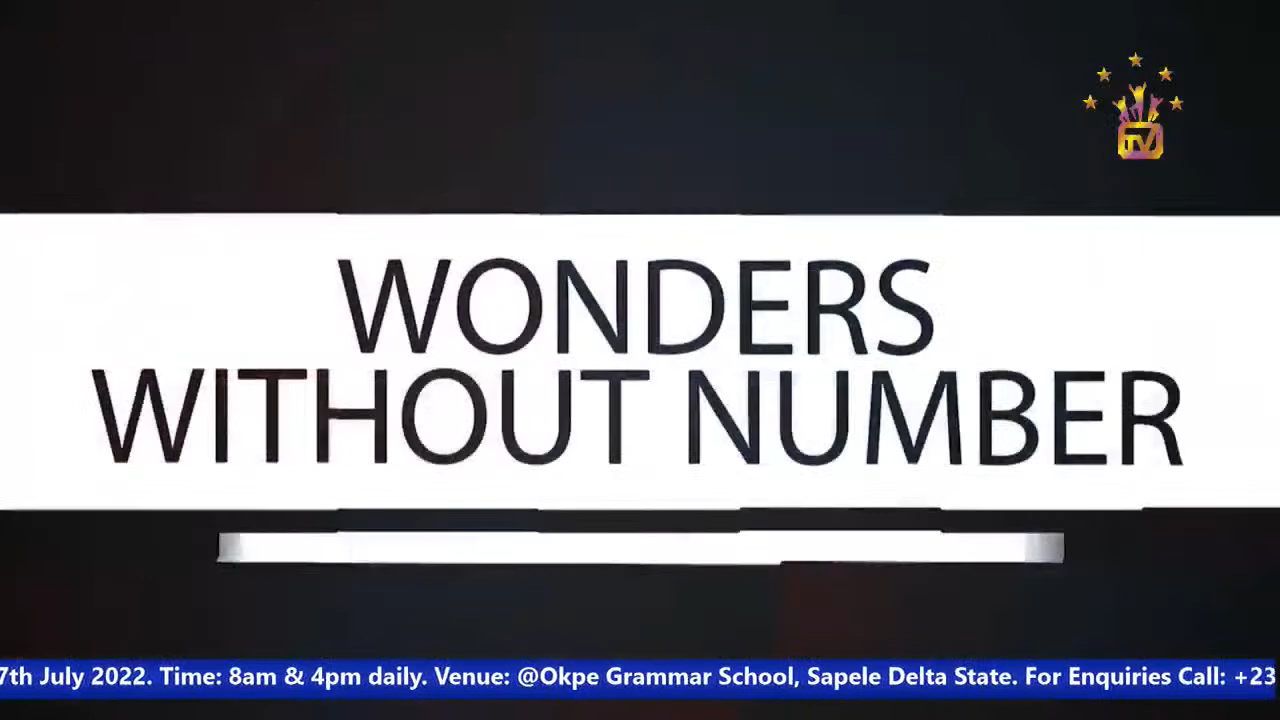 TV
WONDERS
WITHOUT NUMBER
7th July 2022. Time: 8am & 4pm daily. Venue: @Okpe Grammar School, Sapele Delta State. For Enquiries Call: +23